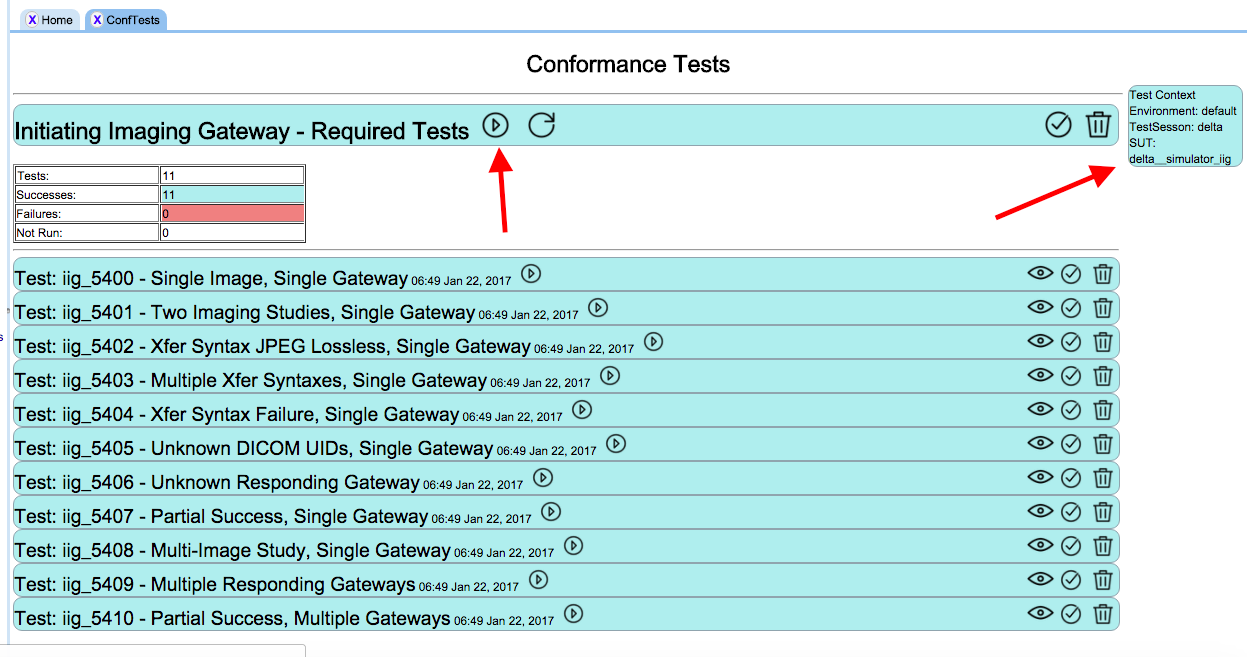 X Home X ConfTests
Conformance Tests
Test Context
Environment: default
TestSesson: delta
SUT:
delta__simulator_iig
Initiating Imaging Gateway - Required Tests
Tests: 11
Successes: 11
Failures: 0
Not Run: 0
Test: iig_5400 - Single Image, Single Gateway 06:49 Jan 22, 2017
Test: iig_5401 - Two Imaging Studies, Single Gateway 06:49 Jan 22, 2017
Test: iig_5402 - Xfer Syntax JPEG Lossless, Single Gateway 06:49 Jan 22, 2017
Test: iig_5403 - Multiple Xfer Syntaxes, Single Gateway 06:49 Jan 22, 2017
Test: iig_5404 - Xfer Syntax Failure, Single Gateway 06:49 Jan 22, 2017
Test: iig_5405 - Unknown DICOM UIDs, Single Gateway 06:49 Jan 22, 2017
Test: iig_5406 - Unknown Responding Gateway 06:49 Jan 22, 2017
Test: iig_5407 - Partial Success, Single Gateway 06:49 Jan 22, 2017
Test: iig_5408 - Multi-Image Study, Single Gateway 06:49 Jan 22, 2017
Test: iig_5409 - Multiple Responding Gateways 06:49 Jan 22, 2017
Test: iig_5410 - Partial Success, Multiple Gateways 06:49 Jan 22, 2017